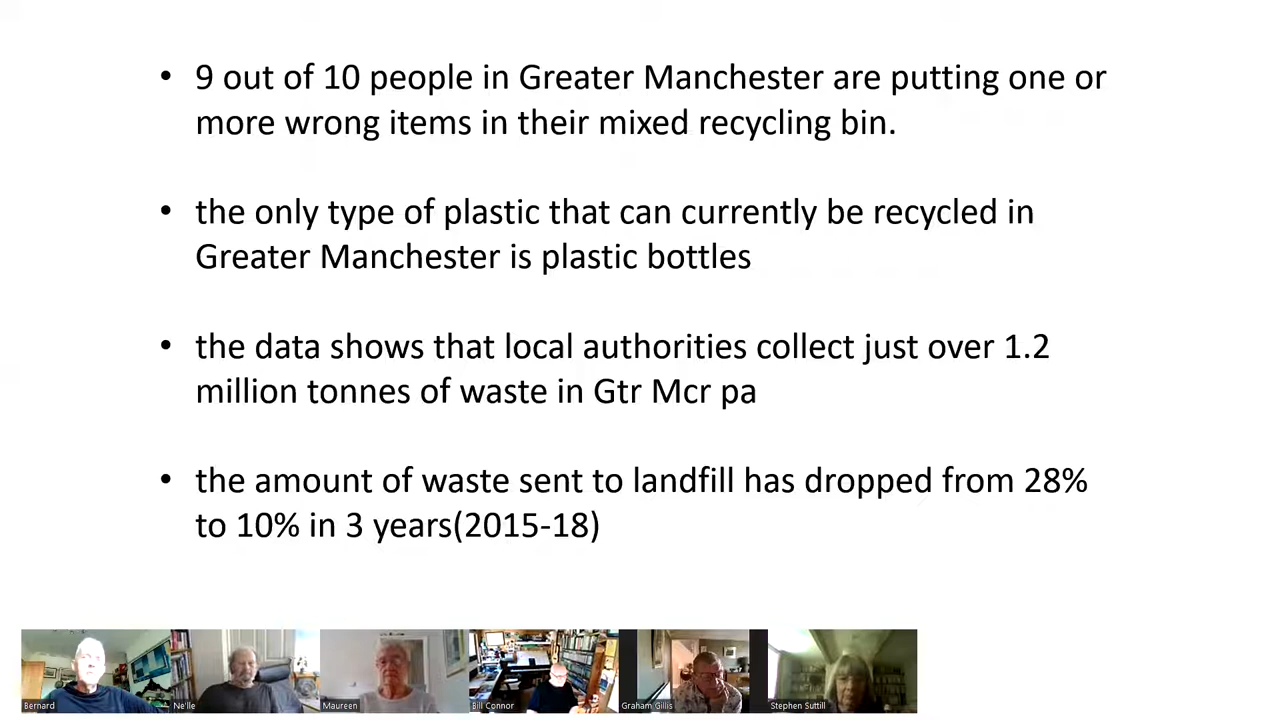 • 9 out of 10 people in Greater Manchester are putting one or
more wrong items in their mixed recycling bin.
• the only type of plastic that can currently be recycled in
Greater Manchester is plastic bottles
• the data shows that local authorities collect just over 1.2
million tonnes of waste in Gtr Mcr pa
• the amount of waste sent to landfill has dropped from 28%
to 10% in 3 years(2015-18)
Bernard Ne'lle Maureen Bill Connor Graham Gillis Stephen Suttill